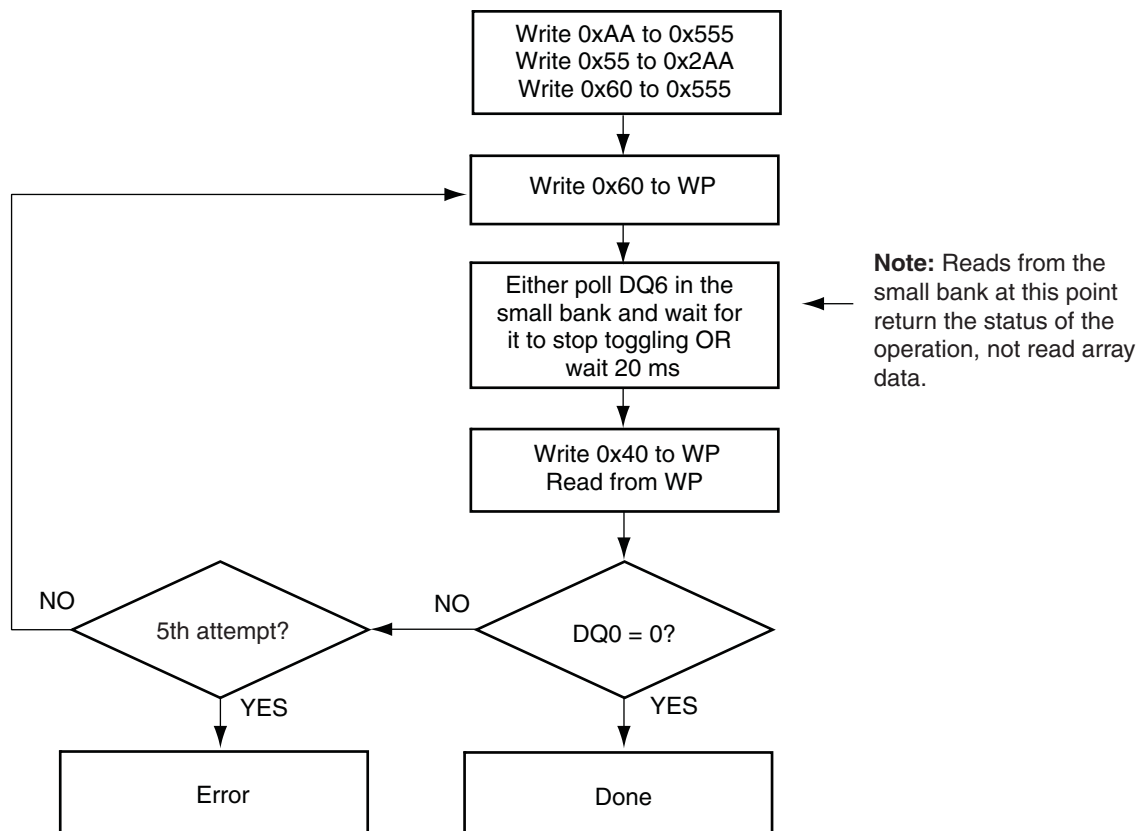 Write 0xAA to 0x555
Write 0x55 to 0x2AA
Write 0x60 to 0x555
Write 0x60 to WP
Either poll DQ6 in the
small bank and wait for
it to stop toggling OR
wait 20 ms
Note: Reads from the
small bank at this point
return the status of the
operation, not read array
data.
Write 0x40 to WP
Read from WP
NO
5th attempt?
NO
DQ0 = 0?
YES
YES
Error
Done